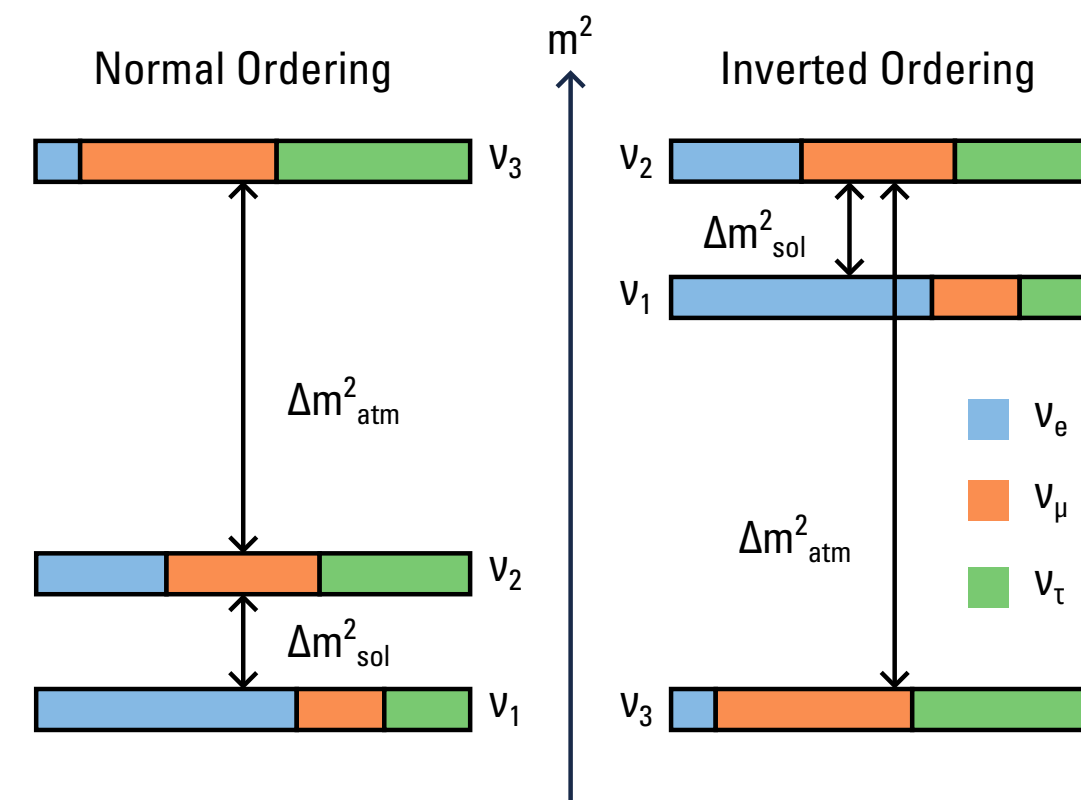 m²
Normal Ordering
Inverted Ordering
ν₃
ν₂
Δm²sol
ν₁
Δm²atm
νe
νμ
Δm²atm
ν₂
ντ
Δm²sol
ν₁
ν₃